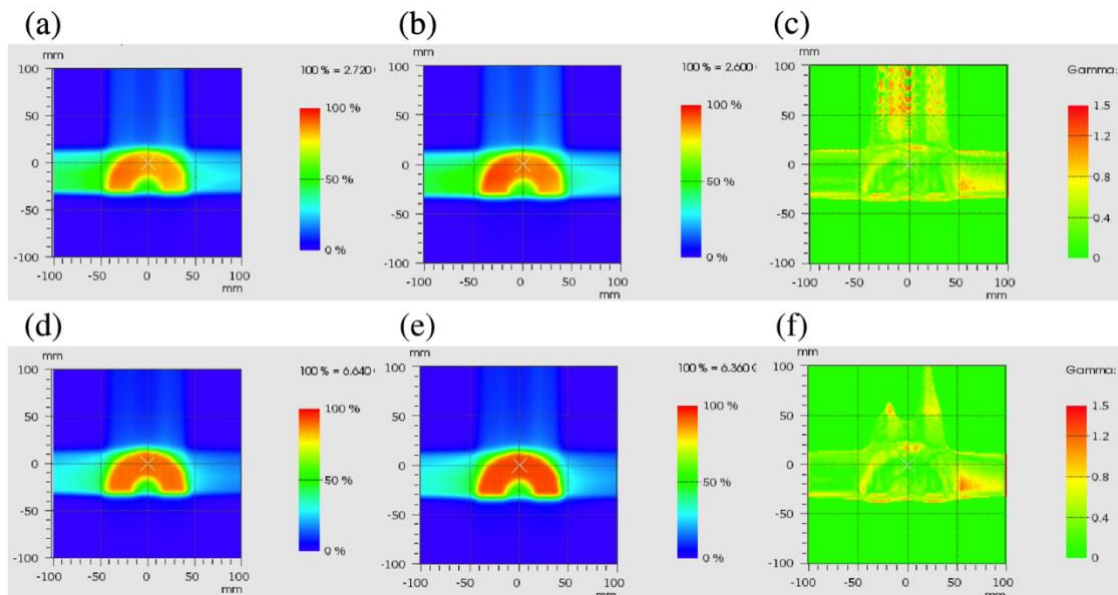 (a) (b) (c)
mm 100 % = 2.720 mm 100 % = 2.600 mm Gamma:
100 100 % 100 100 % 100 1.5
50 50 50 1.2
0 50 % 0 50 % 0 0.8
-50 -50 -50 0.4
-100 0 % -100 0 % -100 0
-100 -50 0 50 100 -100 -50 0 50 100 -100 -50 0 50 100
mm mm mm
(d) (e) (f)
mm 100 % = 6.640 mm 100 % = 6.360 mm Gamma:
100 100 % 100 100 % 100 1.5
50 50 50 1.2
0 50 % 0 50 % 0 0.8
-50 -50 -50 0.4
-100 0 % -100 0 % -100 0
-100 -50 0 50 100 -100 -50 0 50 100 -100 -50 0 50 100
mm mm mm